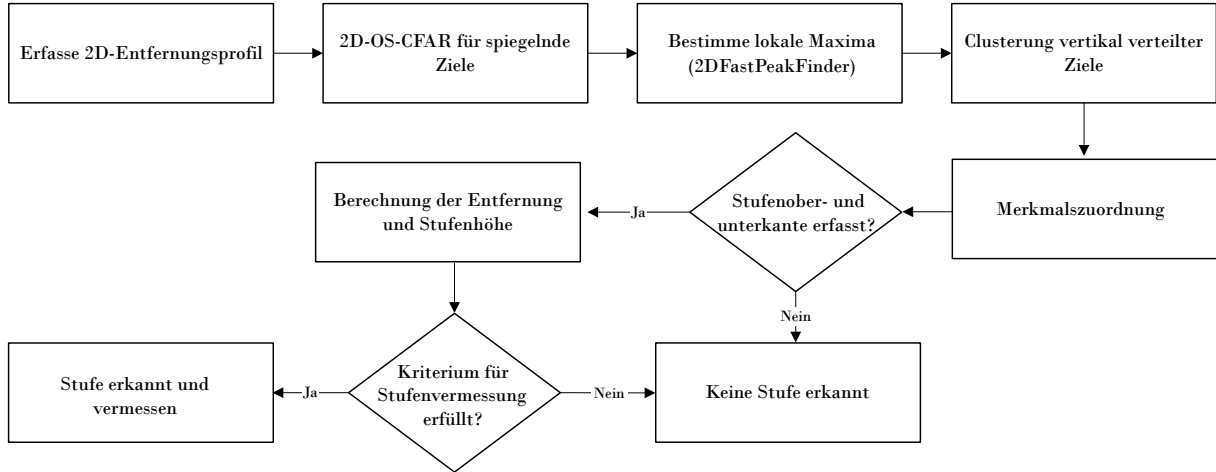 Erfasse 2D-Entfernungsprofil
2D-OS-CFAR für spiegelnde
Ziele
Bestimme lokale Maxima
(2DFastPeakFinder)
Clusterung vertikal verteilter
Ziele
Merkmalszuordnung
Stufenober- und
unterkante erfasst?
Ja
Nein
Berechnung der Entfernung
und Stufenhöhe
Kriterium für
Stufenvermessung
erfüllt?
Ja
Nein
Stufe erkannt und
vermessen
Keine Stufe erkannt